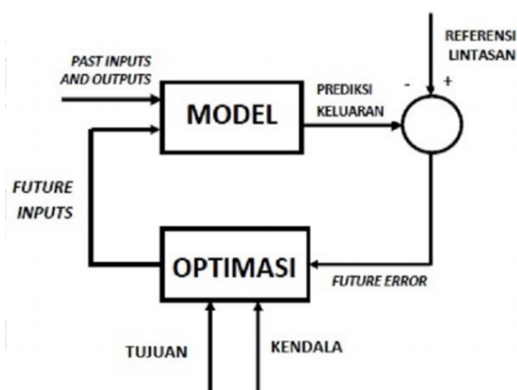 REFERENSI
LINTASAN
PAST INPUTS
AND OUTPUTS
- +
PREDIKSI
KELUARAN
MODEL
FUTURE
INPUTS
OPTIMASI
FUTURE ERROR
TUJUAN
KENDALA